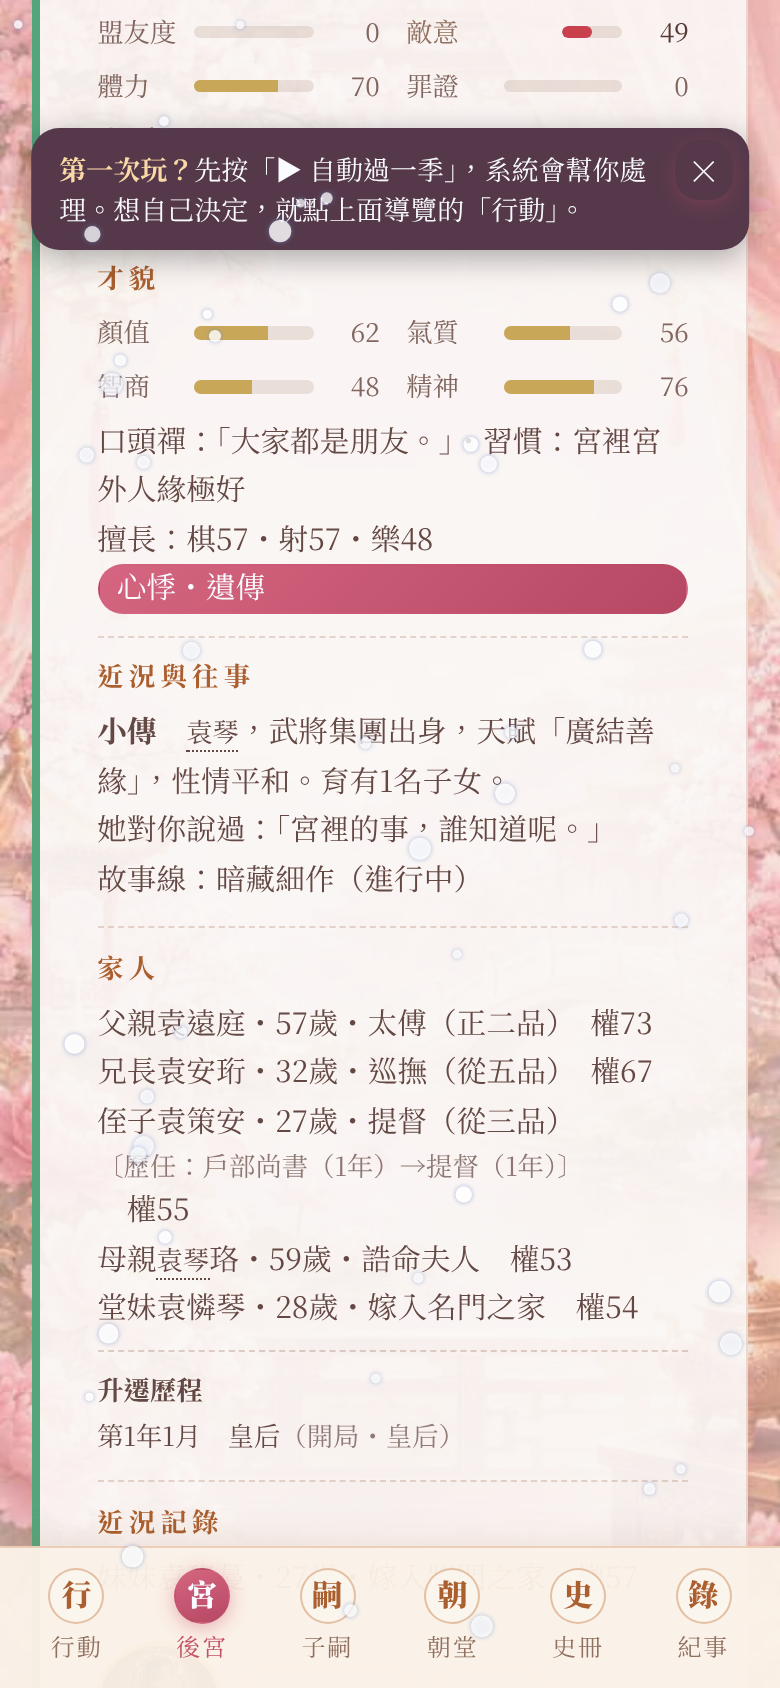 盟友度 0 敵意 49
體力 70 罪證 0
第一次玩？先按「▶ 自動過一季」，系統會幫你處
理。想自己決定，就點上面導覽的「行動」。
才貌
顏值 62 氣質 56
智商 48 精神 76
口頭禪：「大家都是朋友。」 習慣：宮裡宮
外人緣極好
擅長：棋57・射57・樂48
心悸・遺傳
近況與往事
小傳 袁琴，武將集團出身，天賦「廣結善
緣」，性情平和。育有1名子女。
她對你說過：「宮裡的事，誰知道呢。」
故事線：暗藏細作（進行中）
家人
父親袁遠庭・57歲・太傅（正二品） 權73
兄長袁安珩・32歲・巡撫（從五品） 權67
侄子袁策安・27歲・提督（從三品）
〔歷任：戶部尚書（1年）→提督（1年）〕
權55
母親袁琴珞・59歲・誥命夫人 權53
堂妹袁憐琴・28歲・嫁入名門之家 權54
升遷歷程
第1年1月 皇后（開局・皇后）
近況記錄
行 宮 嗣 朝 史 錄
行動 後宮 子嗣 朝堂 史冊 紀事